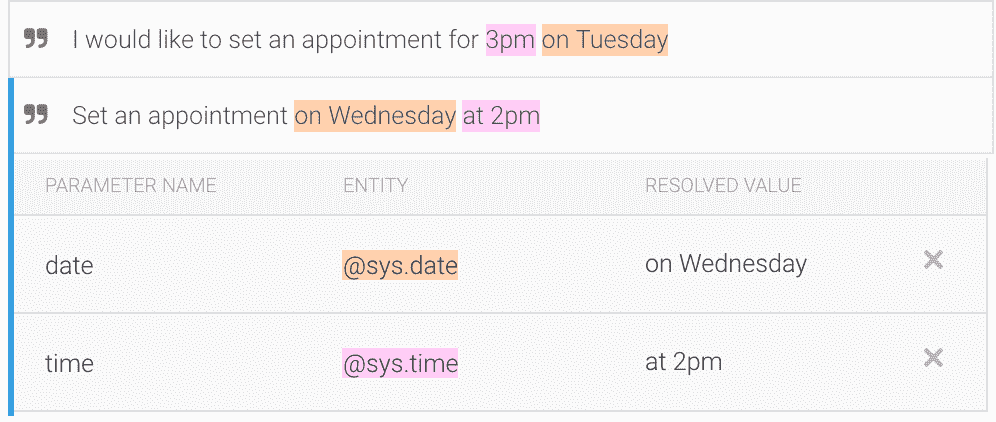 I would like to set an appointment for 3pm on Tuesday
Set an appointment on Wednesday at 2pm
PARAMETER NAME ENTITY RESOLVED VALUE
date @sys.date on Wednesday
time @sys.time at 2pm